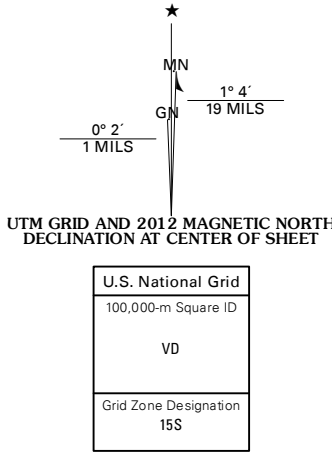 ★
MN
1° 4´
19 MILS
GN
0° 2´
1 MILS
UTM GRID AND 2012 MAGNETIC NORTH
DECLINATION AT CENTER OF SHEET
U.S. National Grid
100,000-m Square ID
VD
Grid Zone Designation
15S